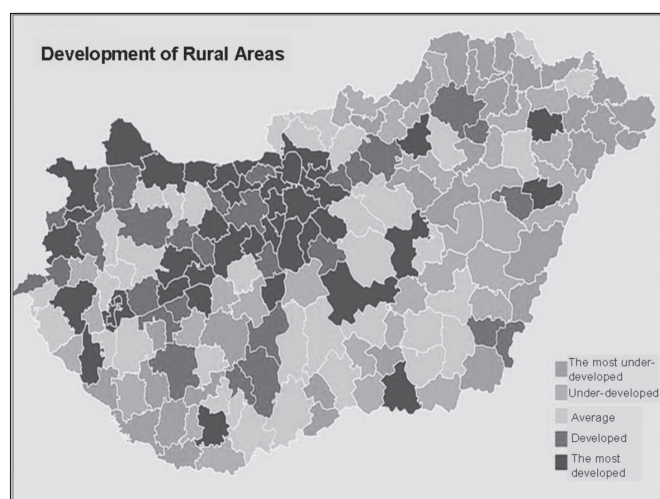 Development of Rural Areas
The most under-
developed
Under-developed
Average
Developed
The most
developed